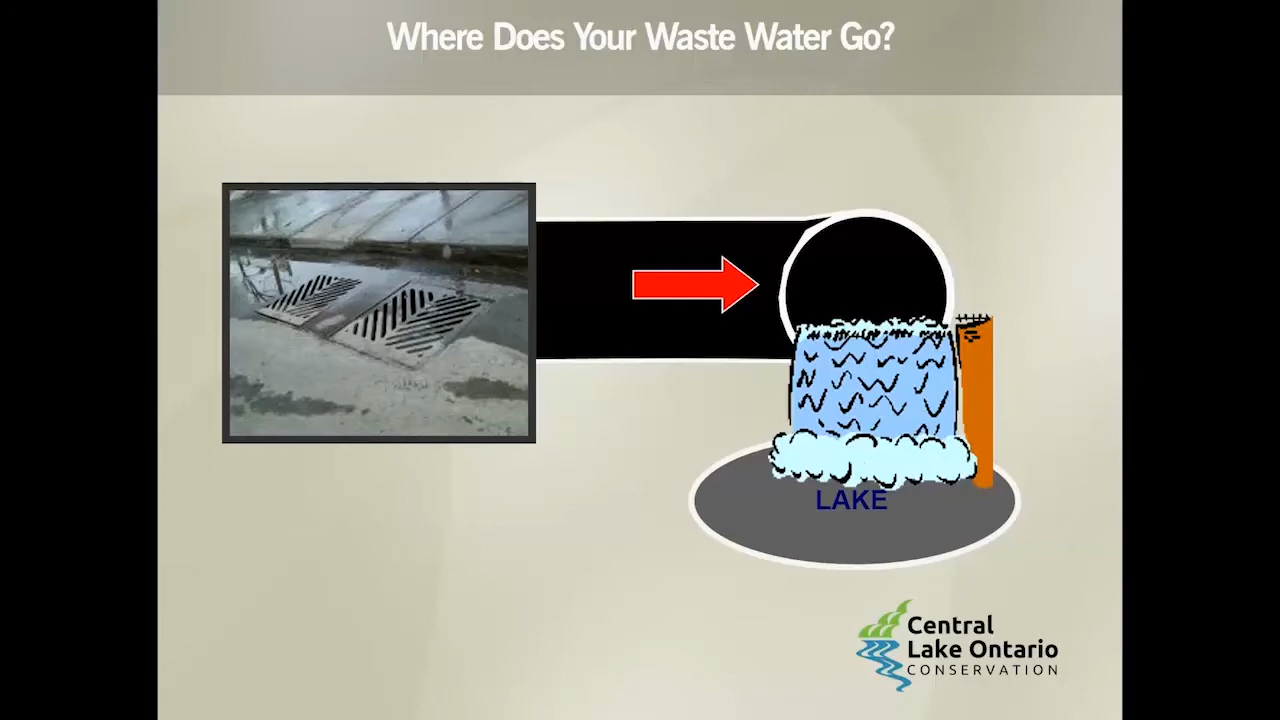 Where Does Your Waste Water Go?
LAKE
Central
Lake Ontario
CONSERVATION